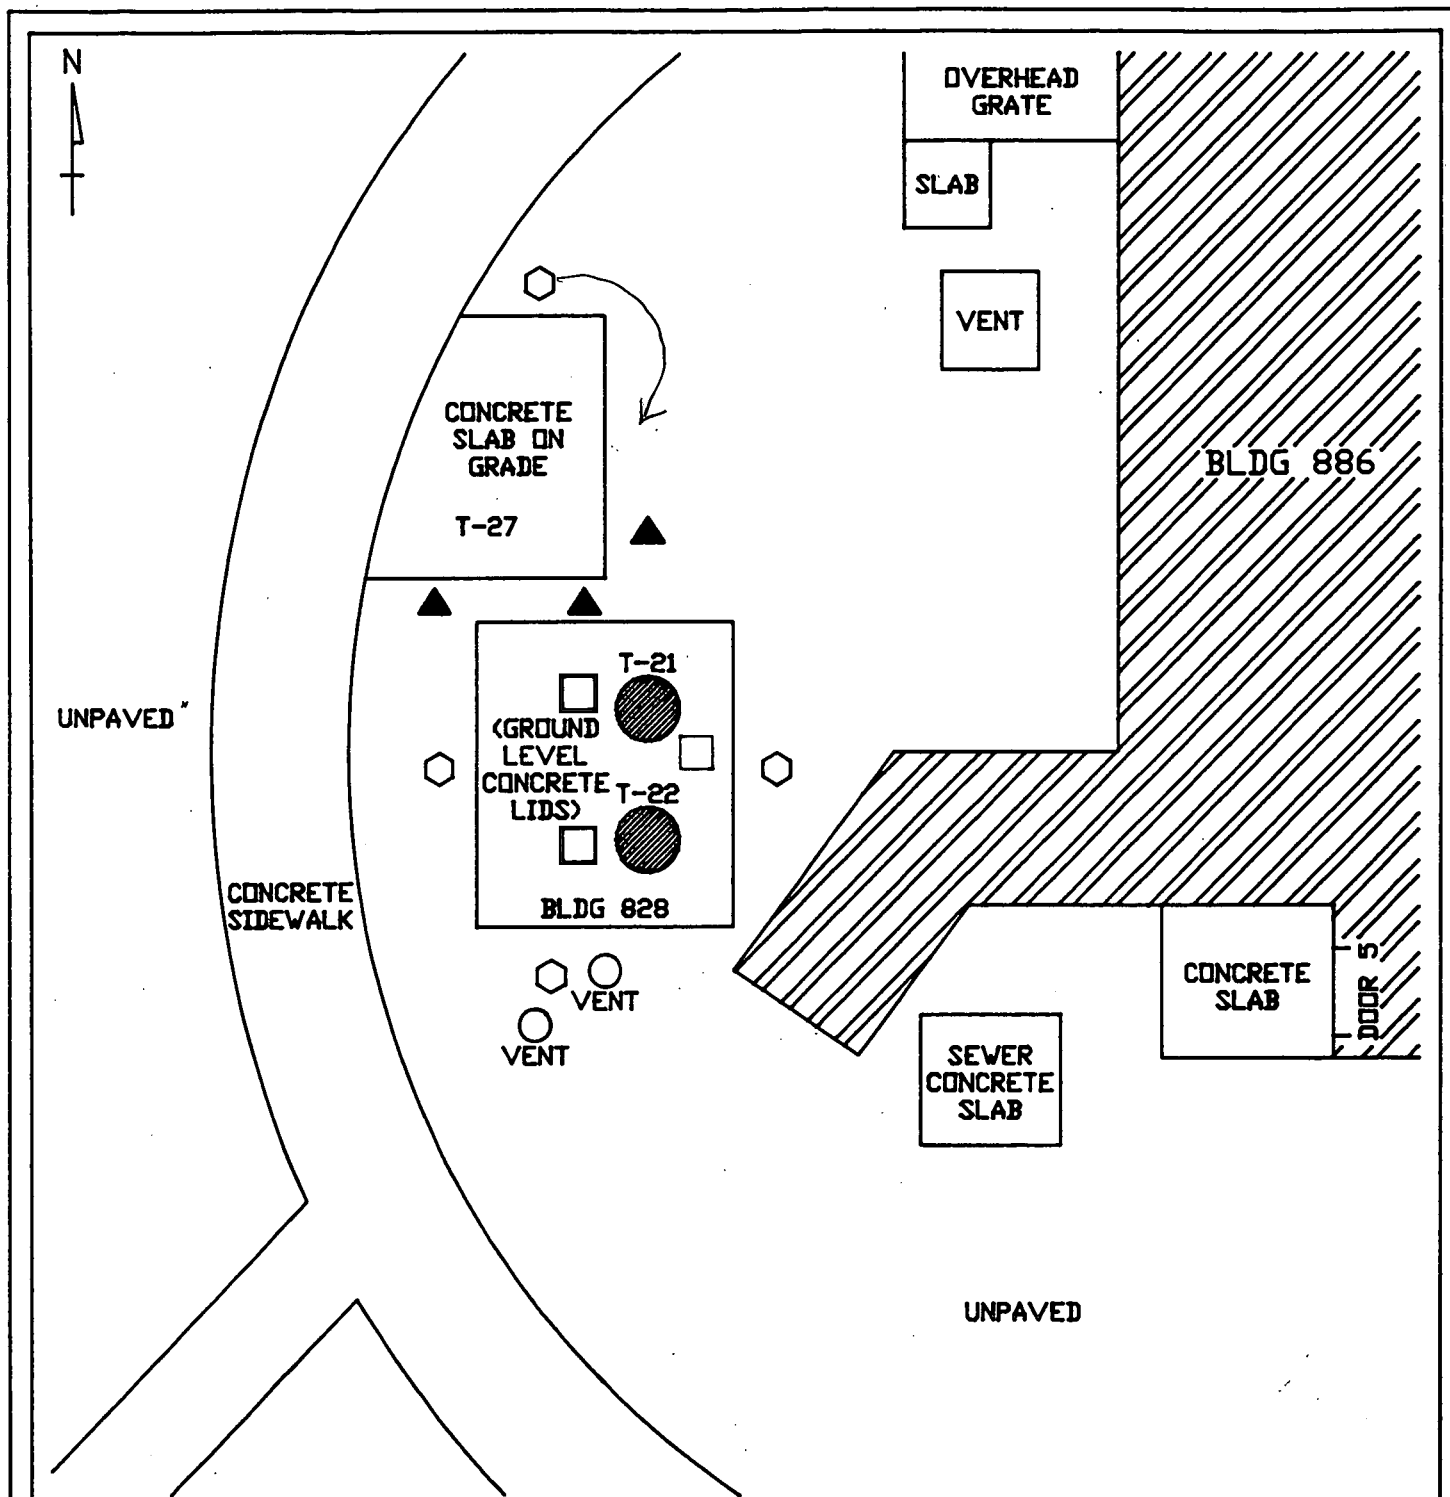 N
OVERHEAD
GRATE
SLAB
VENT
CONCRETE
SLAB ON
GRADE
T-27
BLDG 886
T-21
UNPAVED
(GROUND
LEVEL
CONCRETE
LIDS)
T-22
BLDG 828
CONCRETE
SIDEWALK
VENT
VENT
CONCRETE
SLAB
DOOR 5
SEWER
CONCRETE
SLAB
UNPAVED